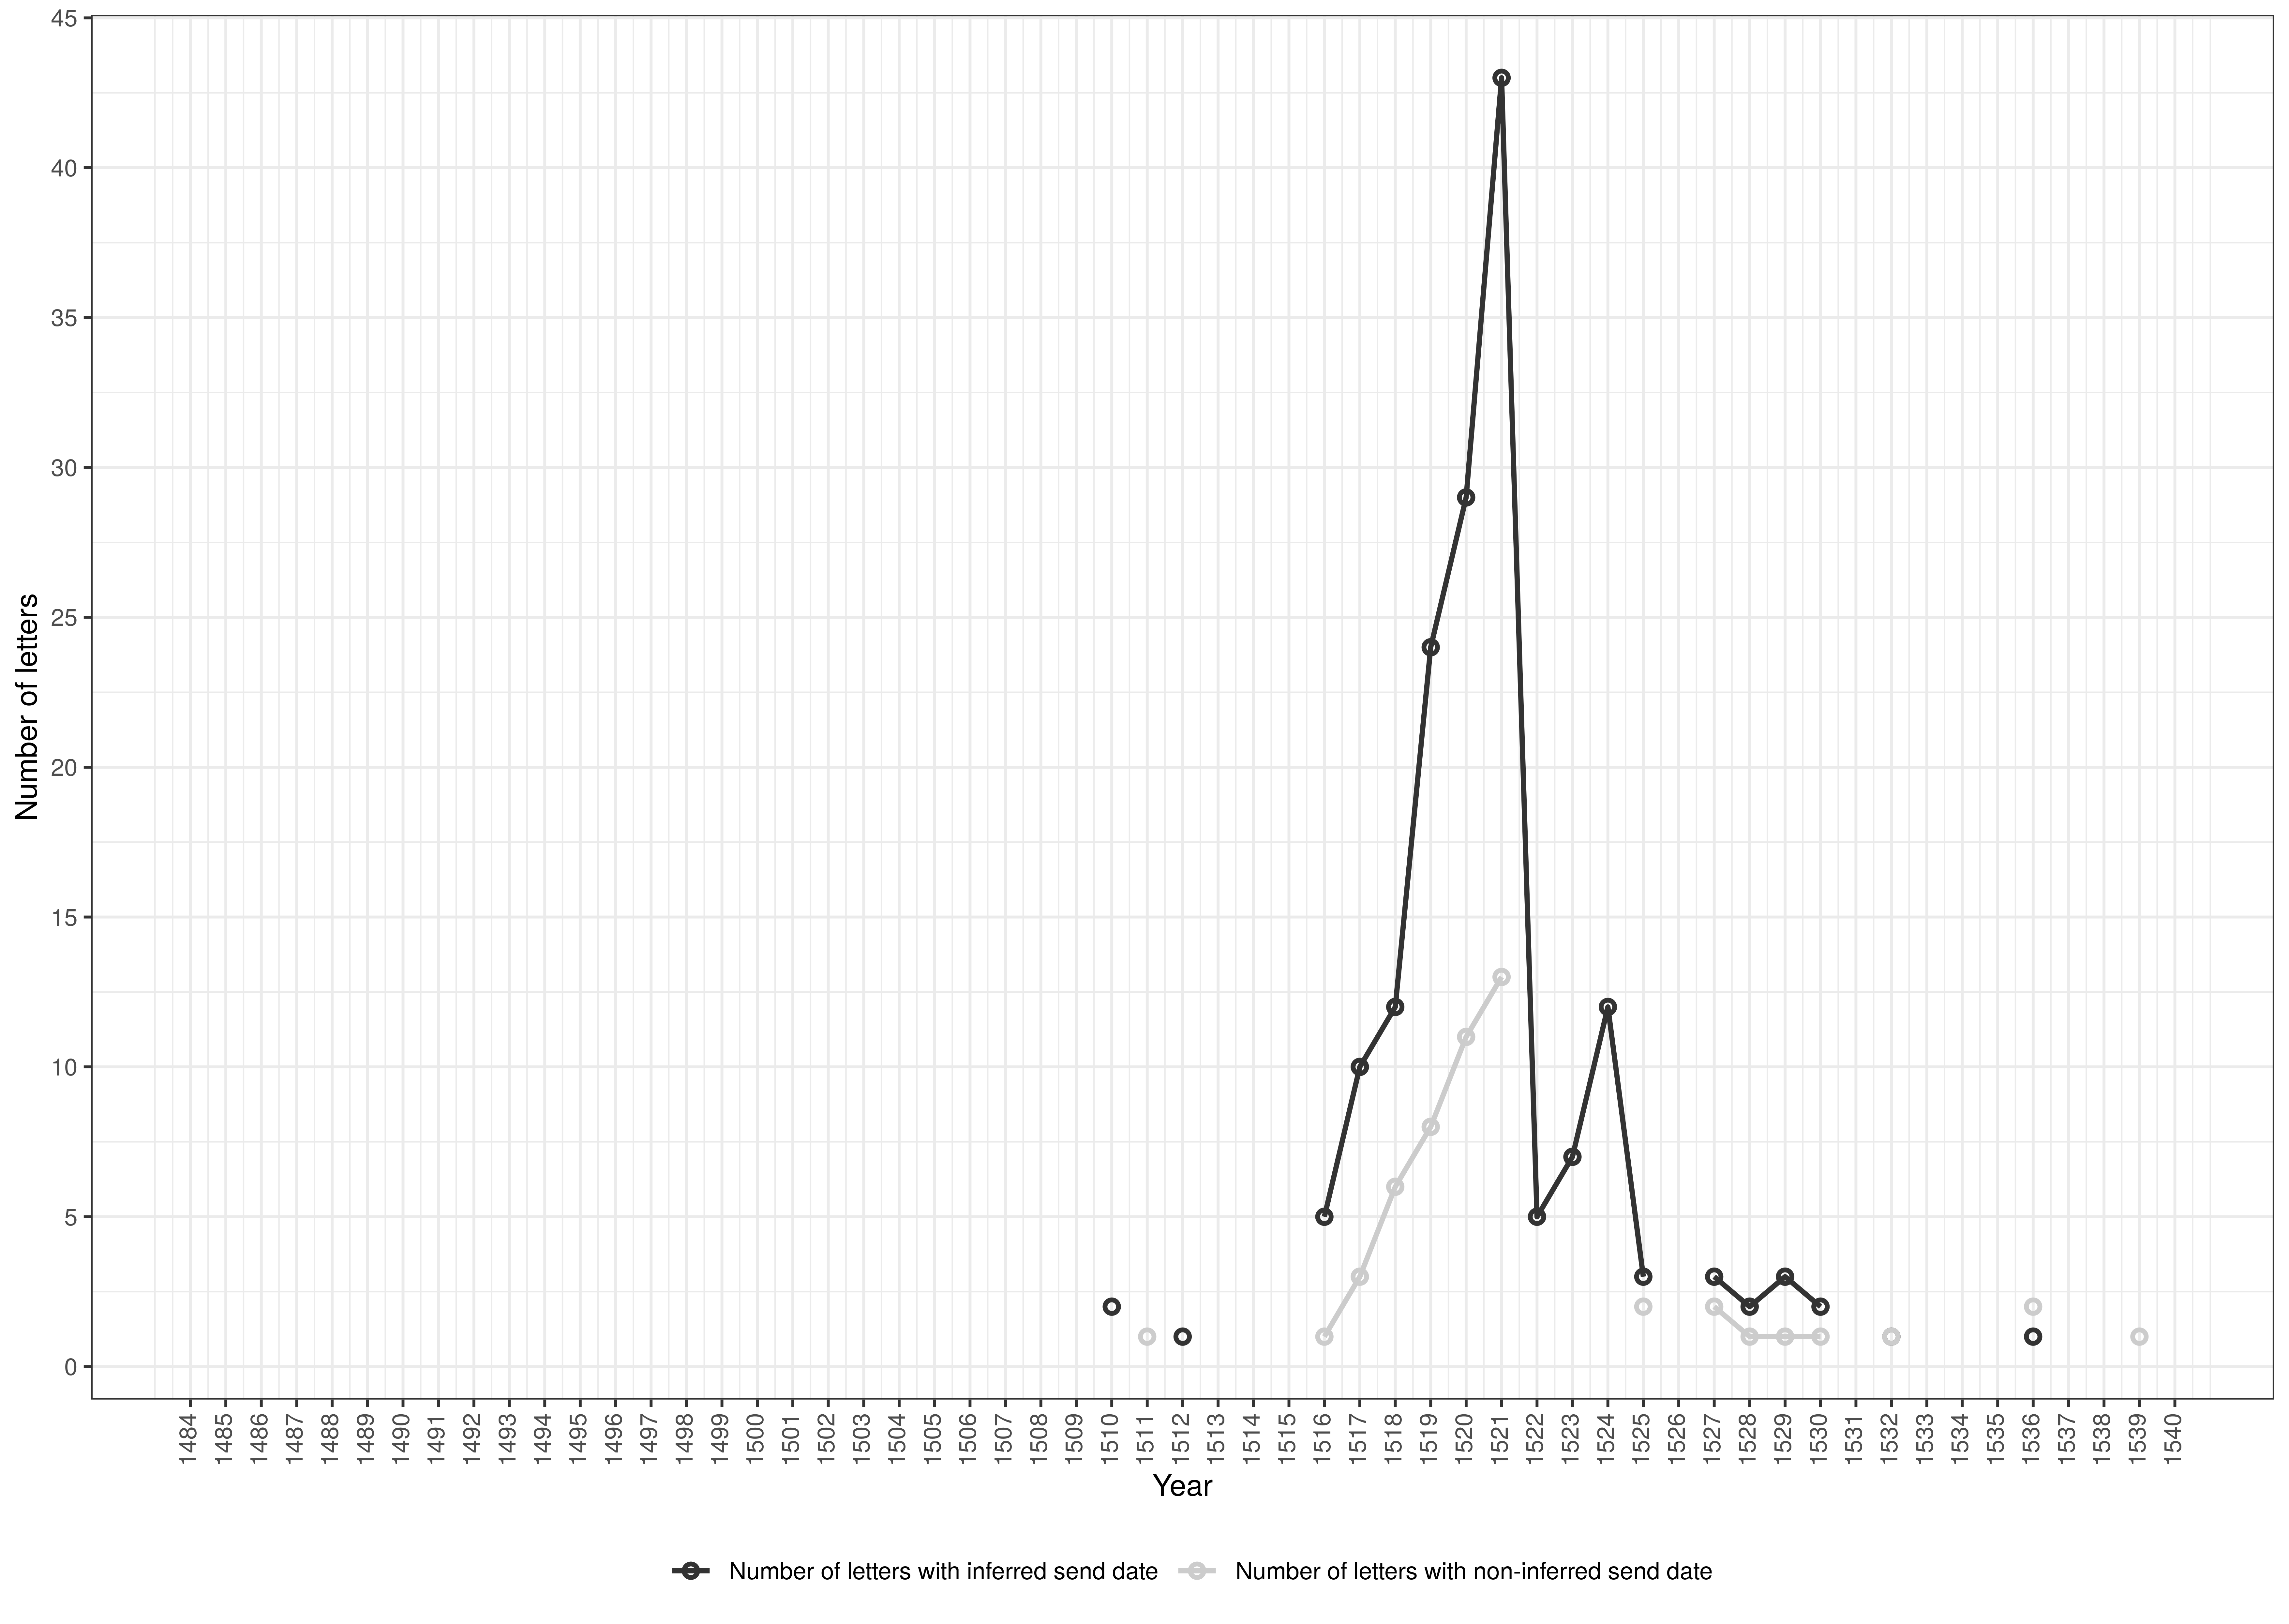 45
40
35
30
25
20
15
10
5
0
Number of letters
1484 1485 1486 1487 1488 1489 1490 1491 1492 1493 1494 1495 1496 1497 1498 1499 1500 1501 1502 1503 1504 1505 1506 1507 1508 1509 1510 1511 1512 1513 1514 1515 1516 1517 1518 1519 1520 1521 1522 1523 1524 1525 1526 1527 1528 1529 1530 1531 1532 1533 1534 1535 1536 1537 1538 1539 1540
Year
Number of letters with inferred send date Number of letters with non-inferred send date